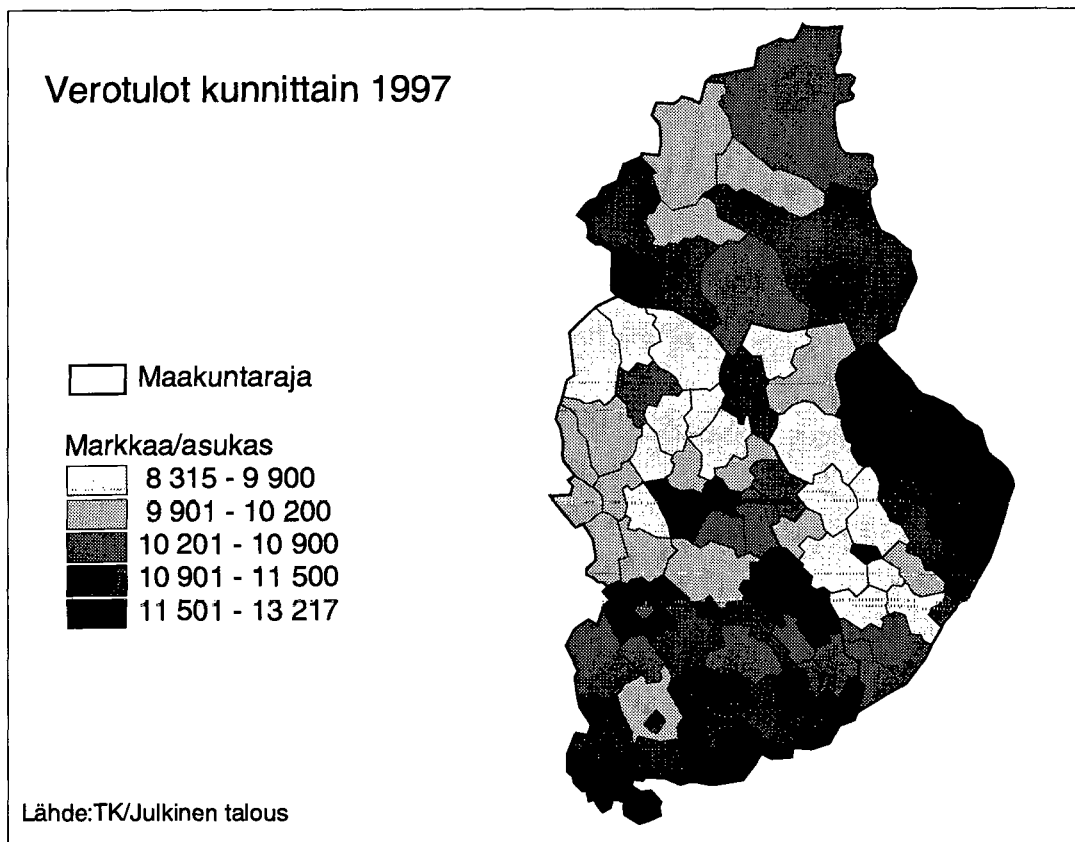 Verotulot kunnittain 1997
Maakuntaraja
Markkaa/asukas
8 315 - 9 900
9 901 - 10 200
10 201 - 10 900
10 901 - 11 500
11 501 - 13 217
Lähde:TK/Julkinen talous